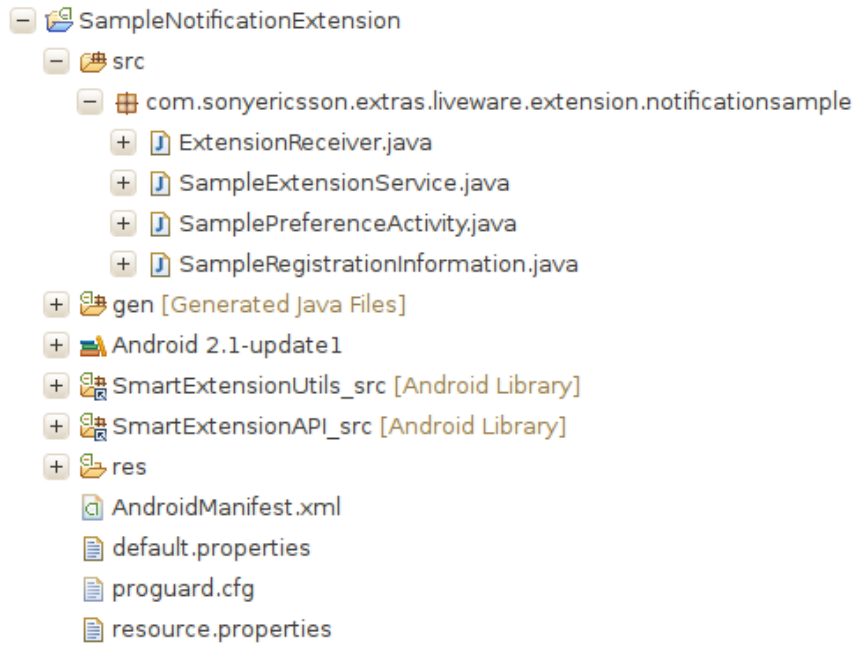 SampleNotificationExtension
src
com.sonyericsson.extras.liveware.extension.notificationsample
ExtensionReceiver.java
SampleExtensionService.java
SamplePreferenceActivity.java
SampleRegistrationInformation.java
gen [Generated Java Files]
Android 2.1-update1
SmartExtensionUtils_src [Android Library]
SmartExtensionAPI_src [Android Library]
res
AndroidManifest.xml
default.properties
proguard.cfg
resource.properties